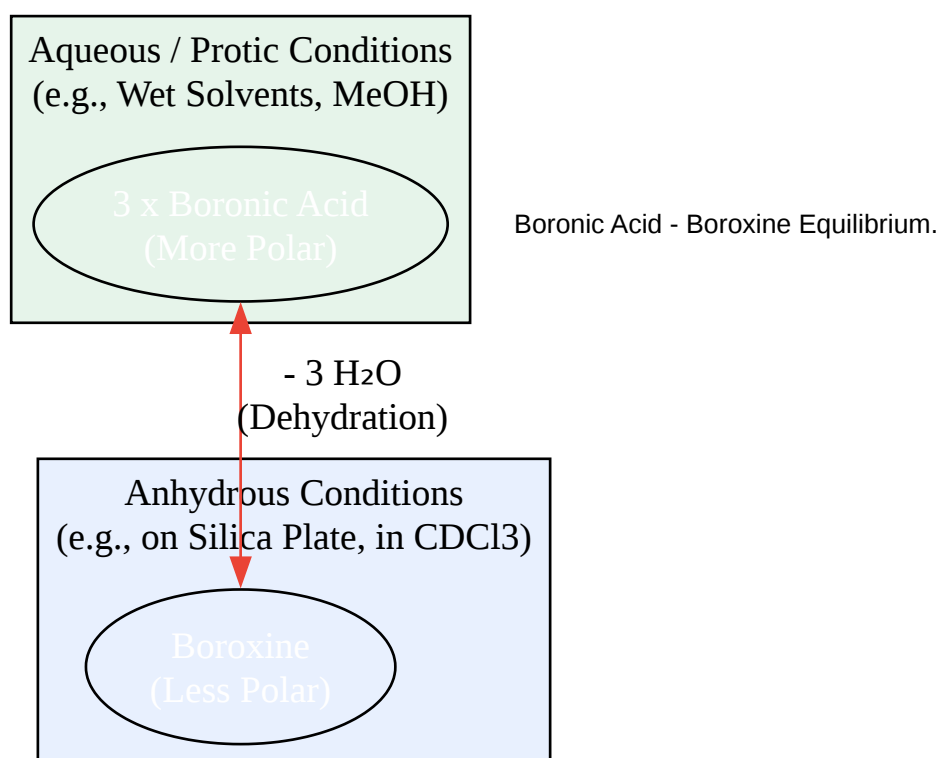 Aqueous / Protic Conditions
(e.g., Wet Solvents, MeOH)
3 x Boronic Acid
(More Polar)
Boronic Acid - Boroxine Equilibrium.
- 3 H₂O
(Dehydration)
Anhydrous Conditions
(e.g., on Silica Plate, in CDCl3)
Boroxine
(Less Polar)